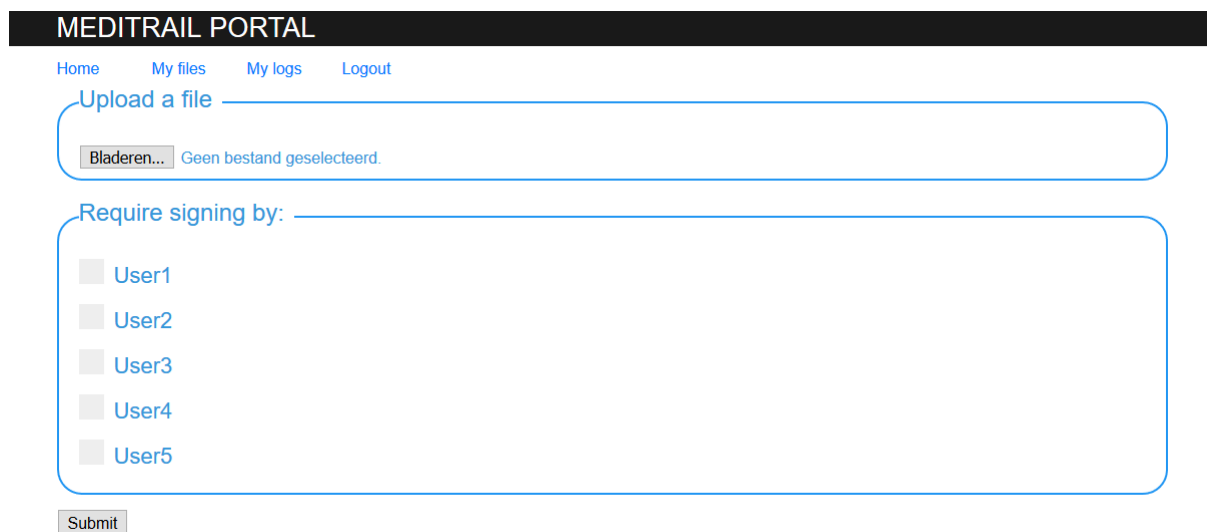 MEDITRAIL PORTAL
Home My files My logs Logout
Upload a file
Bladeren... Geen bestand geselecteerd.
Require signing by:
User1
User2
User3
User4
User5
Submit